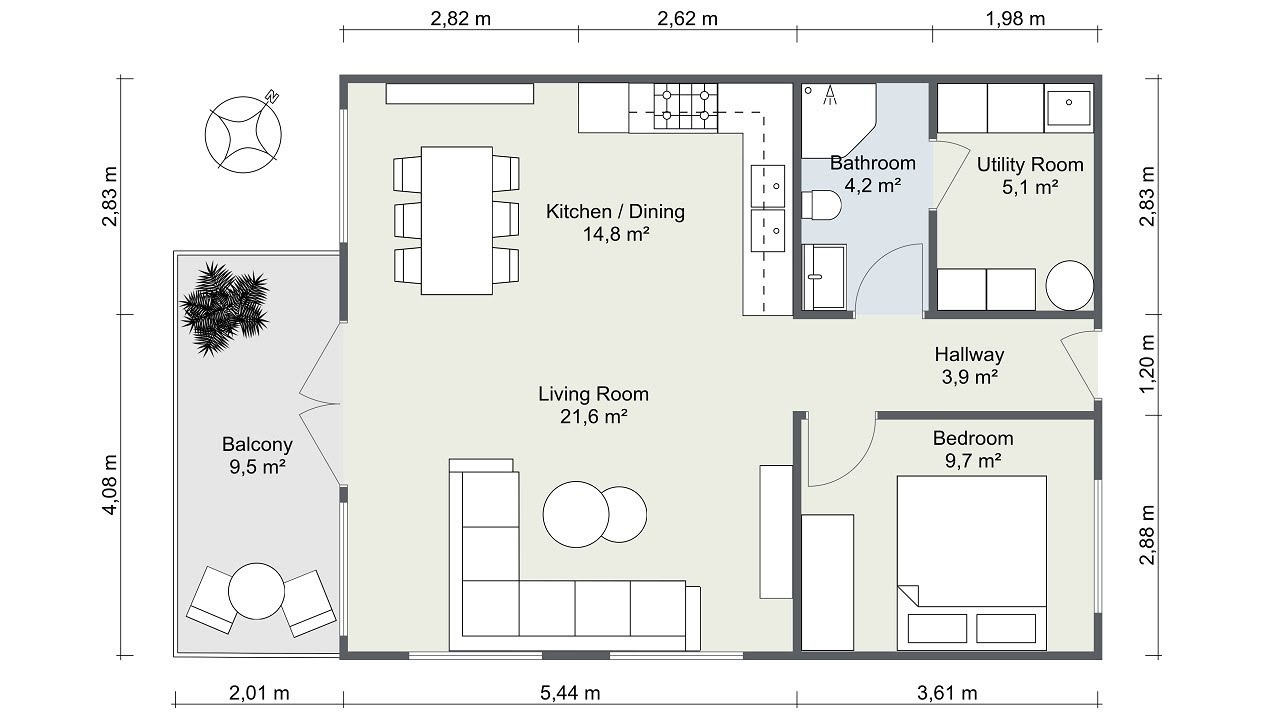 2,82 m
2,62 m
1,98 m
N
2,83 m
4,08 m
Kitchen / Dining
14,8 m²
Bathroom
4,2 m²
Utility Room
5,1 m²
2,83 m
Hallway
3,9 m²
1,20 m
Living Room
21,6 m²
Balcony
9,5 m²
Bedroom
9,7 m²
2,88 m
2,01 m
5,44 m
3,61 m